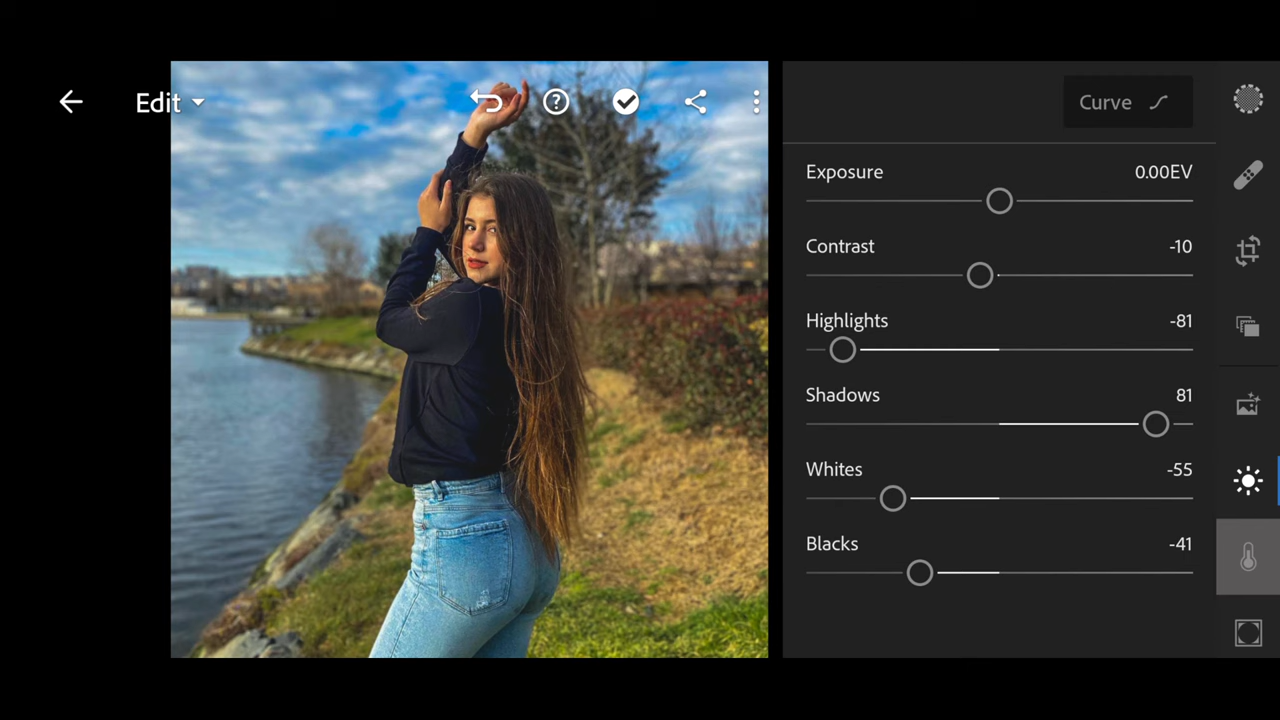 Edit
Curve
Exposure 0.00EV
Contrast -10
Highlights -81
Shadows 81
Whites -55
Blacks -41